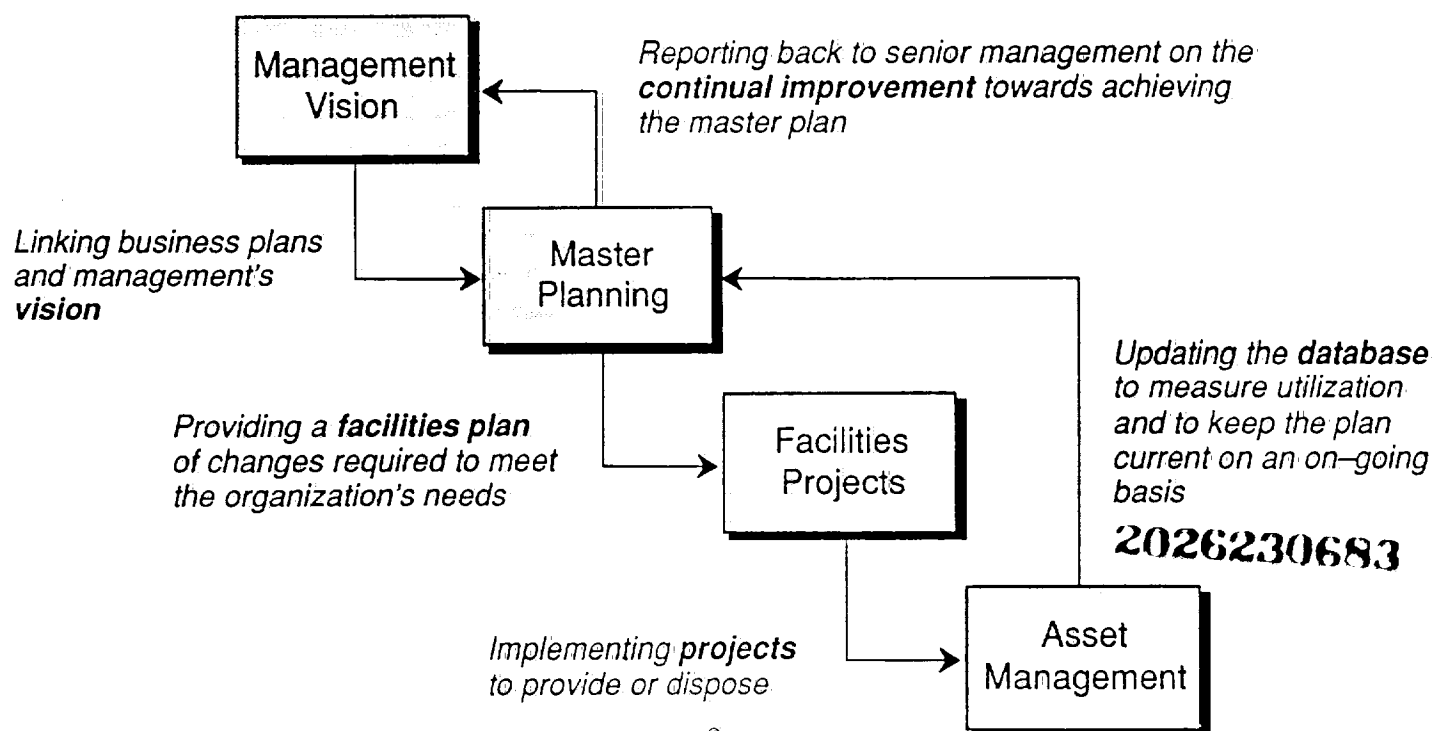 Management
Vision
Reporting back to senior management on the
continual improvement towards achieving
the master plan
Linking business plans
and management's
vision
Master
Planning
Providing a facilities plan
of changes required to meet
the organization's needs
Facilities
Projects
Updating the database
to measure utilization
and to keep the plan
current on an on–going
basis
2026230683
Implementing projects
to provide or dispose
Asset
Management